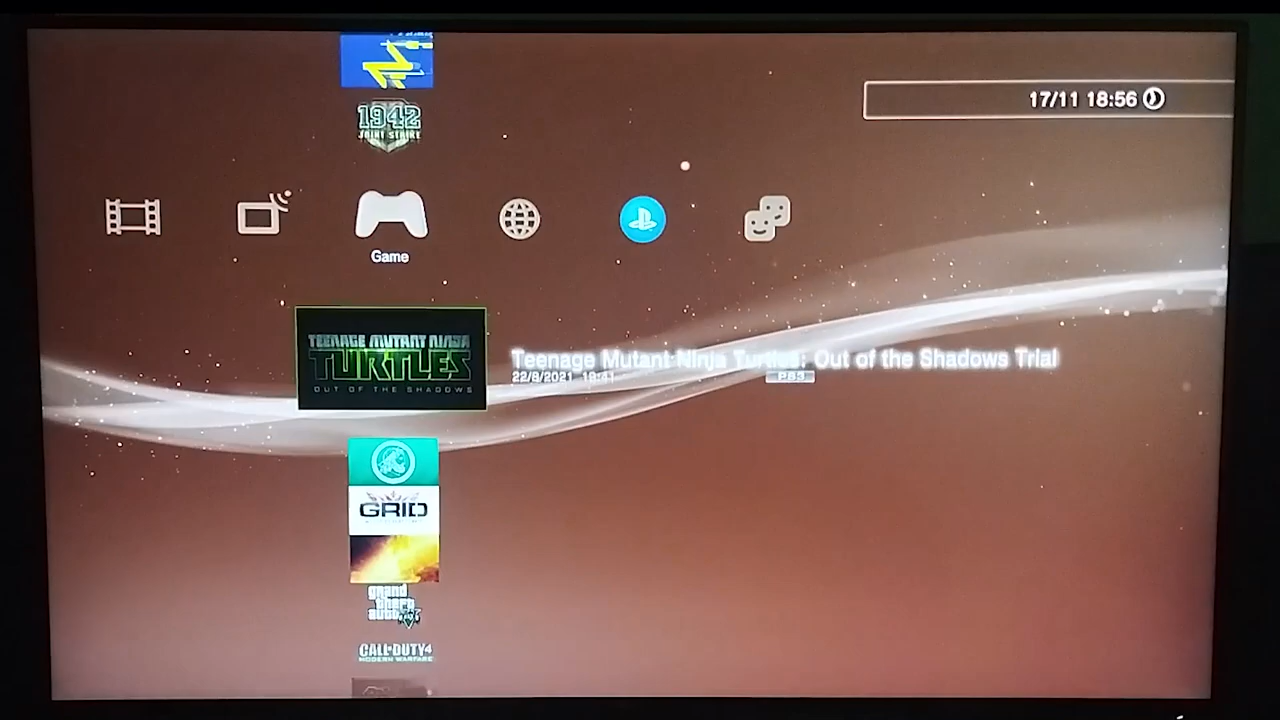 1942
JOINT STRIKE
17/11 18:56
Game
TEENAGE MUTANT NINJA
TURTLES
OUT OF THE SHADOWS
Teenage Mutant Ninja Turtles: Out of the Shadows Trial
22/8/2021 19:41
PS3
GRID
grand
theft
auto
CALL OF DUTY 4
MODERN WARFARE